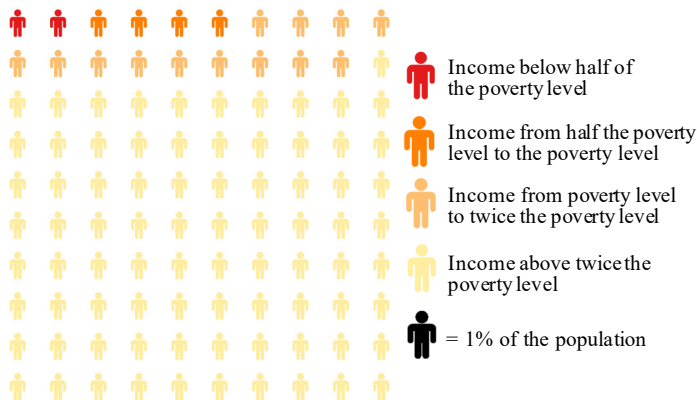 Income below half of
the poverty level
Income from half the poverty
level to the poverty level
Income from poverty level
to twice the poverty level
Income above twice the
poverty level
= 1% of the population